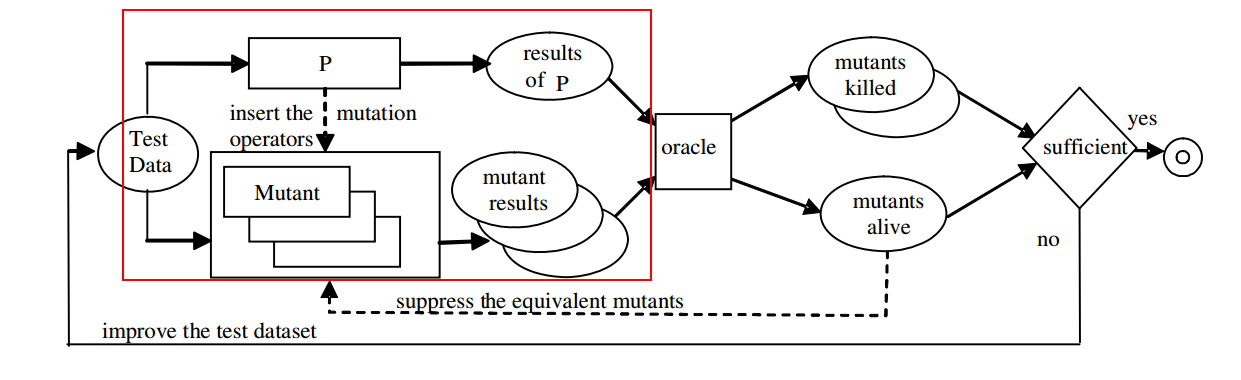 results
of P
P
mutants
killed
insert the
operators
mutation
yes
Test
Data
oracle
sufficient
mutant
results
Mutant
mutants
alive
no
suppress the equivalent mutants
improve the test dataset